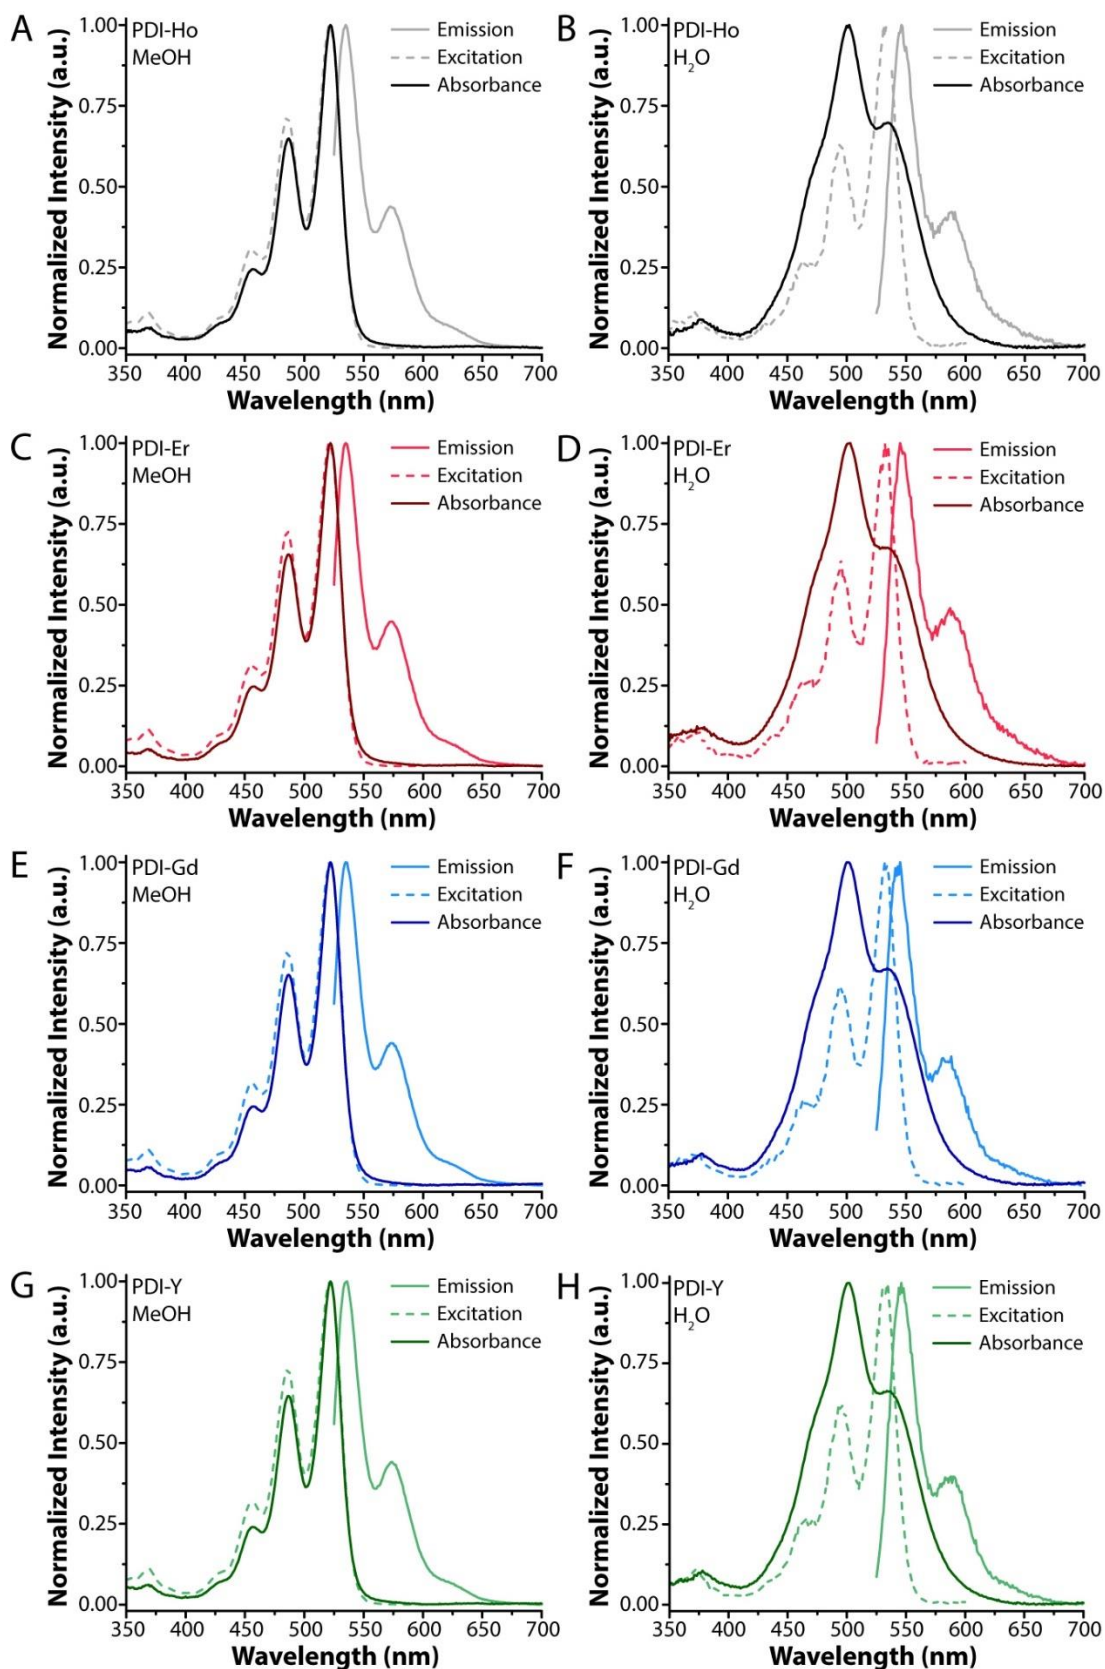 A
PDI-Ho
MeOH
Emission
Excitation
Absorbance
Normalized Intensity (a.u.)
1.00
0.75
0.50
0.25
0.00
350 400 450 500 550 600 650 700
Wavelength (nm)
B
PDI-Ho
H₂O
Emission
Excitation
Absorbance
Normalized Intensity (a.u.)
1.00
0.75
0.50
0.25
0.00
350 400 450 500 550 600 650 700
Wavelength (nm)
C
PDI-Er
MeOH
Emission
Excitation
Absorbance
Normalized Intensity (a.u.)
1.00
0.75
0.50
0.25
0.00
350 400 450 500 550 600 650 700
Wavelength (nm)
D
PDI-Er
H₂O
Emission
Excitation
Absorbance
Normalized Intensity (a.u.)
1.00
0.75
0.50
0.25
0.00
350 400 450 500 550 600 650 700
Wavelength (nm)
E
PDI-Gd
MeOH
Emission
Excitation
Absorbance
Normalized Intensity (a.u.)
1.00
0.75
0.50
0.25
0.00
350 400 450 500 550 600 650 700
Wavelength (nm)
F
PDI-Gd
H₂O
Emission
Excitation
Absorbance
Normalized Intensity (a.u.)
1.00
0.75
0.50
0.25
0.00
350 400 450 500 550 600 650 700
Wavelength (nm)
G
PDI-Y
MeOH
Emission
Excitation
Absorbance
Normalized Intensity (a.u.)
1.00
0.75
0.50
0.25
0.00
350 400 450 500 550 600 650 700
Wavelength (nm)
H
PDI-Y
H₂O
Emission
Excitation
Absorbance
Normalized Intensity (a.u.)
1.00
0.75
0.50
0.25
0.00
350 400 450 500 550 600 650 700
Wavelength (nm)